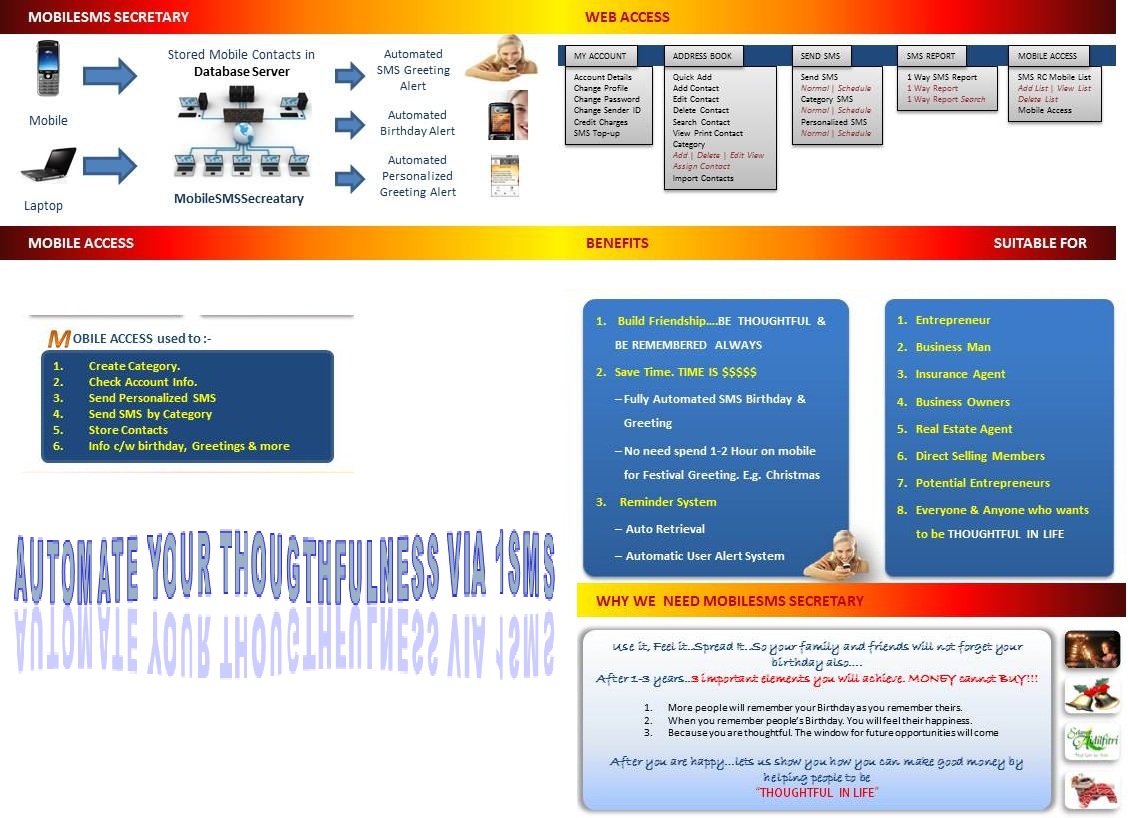 MOBILESMS SECRETARY
Mobile
Laptop
Stored Mobile Contacts in
Database Server
MobileSMSSecreatary
Automated
SMS Greeting
Alert
Automated
Birthday Alert
Automated
Personalized
Greeting Alert
WEB ACCESS
MY ACCOUNT
Account Details
Change Profile
Change Password
Change Sender ID
Credit Charges
SMS Top-up
ADDRESS BOOK
Quick Add
Add Contact
Edit Contact
Delete Contact
Search Contact
View Print Contact
Category
Add | Delete | Edit View
Assign Contact
Import Contacts
SEND SMS
Send SMS
Normal | Schedule
Category SMS
Normal | Schedule
Personalized SMS
Normal | Schedule
SMS REPORT
1 Way SMS Report
1 Way Report
1 Way Report Search
MOBILE ACCESS
SMS RC Mobile List
Add List | View List
Delete List
Mobile Access
MOBILE ACCESS
MOBILE ACCESS used to :-
1. Create Category.
2. Check Account Info.
3. Send Personalized SMS
4. Send SMS by Category
5. Store Contacts
6. Info c/w birthday, Greetings & more
AUTOMATE YOUR THOUGTHFULNESS VIA 1SMS
BENEFITS
1. Build Friendship....BE THOUGHTFUL &
BE REMEMBERED ALWAYS
2. Save Time. TIME IS $$$$$
– Fully Automated SMS Birthday &
Greeting
– No need spend 1-2 Hour on mobile
for Festival Greeting. E.g. Christmas
3. Reminder System
– Auto Retrieval
– Automatic User Alert System
SUITABLE FOR
1. Entrepreneur
2. Business Man
3. Insurance Agent
4. Business Owners
5. Real Estate Agent
6. Direct Selling Members
7. Potential Entrepreneurs
8. Everyone & Anyone who wants
to be THOUGHTFUL IN LIFE
WHY WE NEED MOBILESMS SECRETARY
Use it, Feel it..Spread It..So your family and friends will not forget your
birthday also....
After 1-3 years..3 important elements you will achieve. MONEY cannot BUY!!!
1. More people will remember your Birthday as you remember theirs.
2. When you remember people's Birthday. You will feel their happiness.
3. Because you are thoughtful. The window for future opportunities will come
After you are happy...lets us show you how you can make good money by
helping people to be
"THOUGHTFUL IN LIFE"